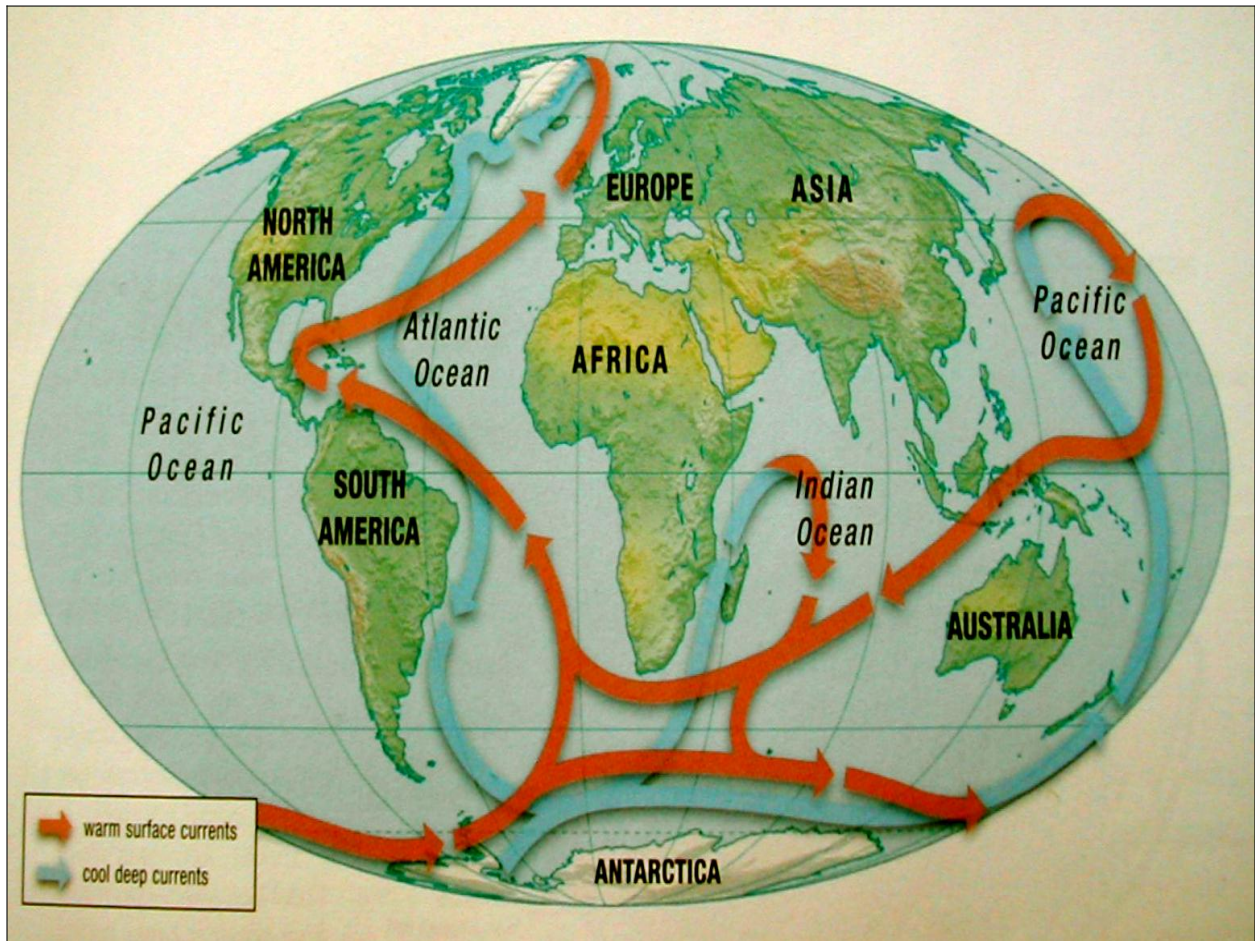 NORTH
AMERICA
EUROPE
ASIA
Atlantic
Ocean
AFRICA
Pacific
Ocean
Pacific
Ocean
SOUTH
AMERICA
Indian
Ocean
AUSTRALIA
ANTARCTICA
warm surface currents
cool deep currents